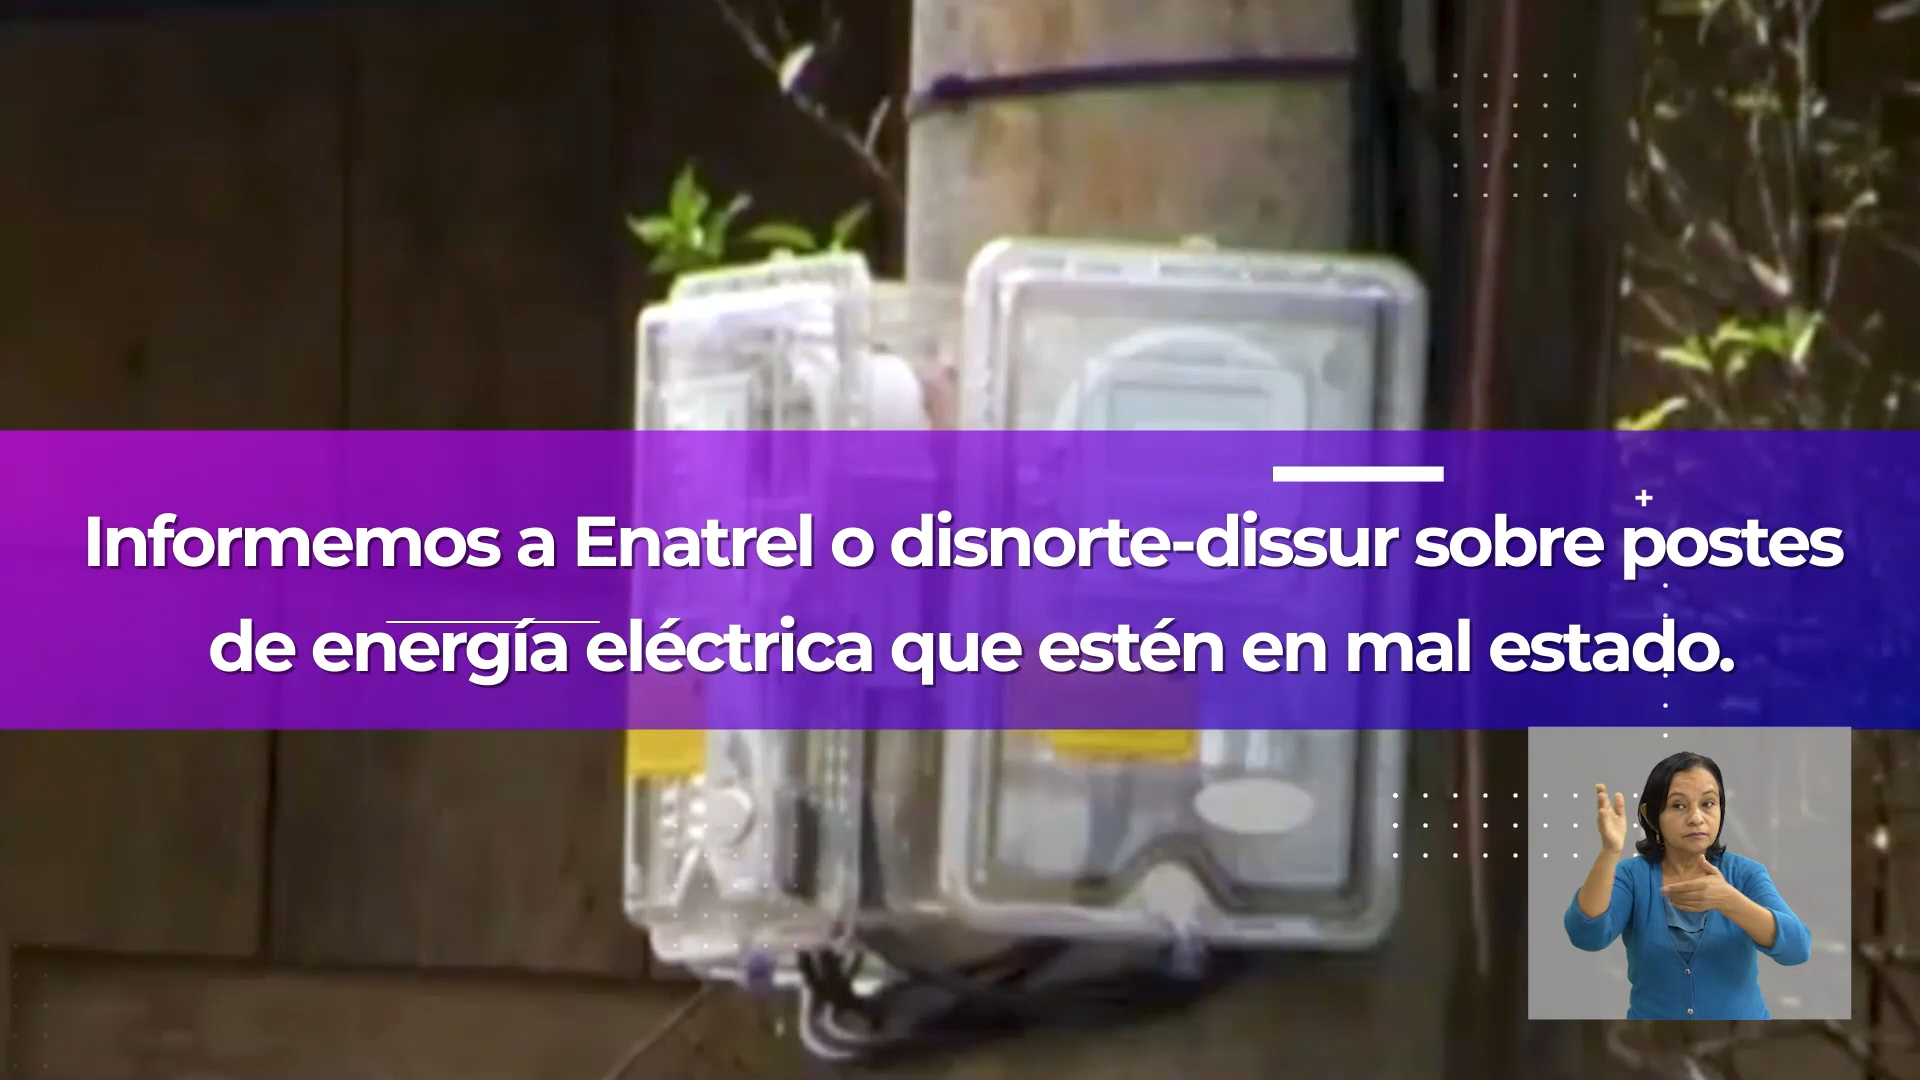 Informemos a Enatrel o disnorte-dissur sobre postes
de energía eléctrica que estén en mal estado.